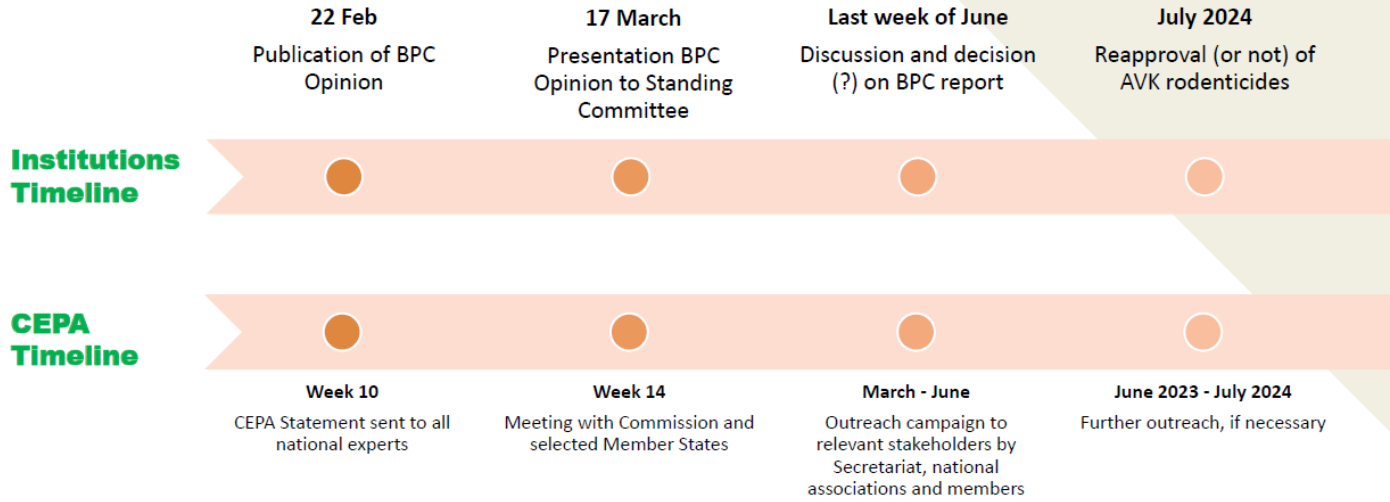 22 Feb
Publication of BPC
Opinion
17 March
Presentation BPC
Opinion to Standing
Committee
Last week of June
Discussion and decision
(?) on BPC report
July 2024
Reapproval (or not) of
AVK rodenticides
Institutions
Timeline
CEPA
Timeline
Week 10
CEPA Statement sent to all
national experts
Week 14
Meeting with Commission and
selected Member States
March - June
Outreach campaign to
relevant stakeholders by
Secretariat, national
associations and members
June 2023 - July 2024
Further outreach, if necessary